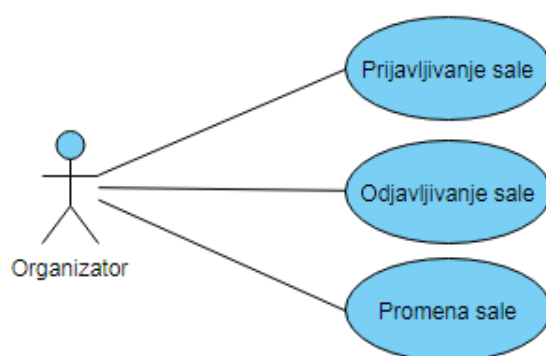 Prijavljivanje sale
Odjavljivanje sale
Organizator
Promena sale